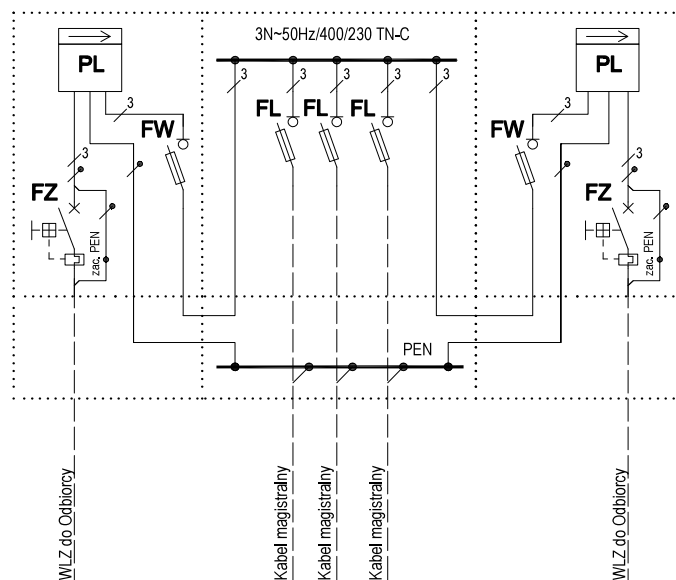 3N~50Hz/400/230 TN-C
PL
PL
3
3
3
3
3
3
3
3
3
FW
FL
FL
FL
FW
3
3
FZ
FZ
zac. PEN
zac. PEN
PEN
WLZ do Odbiorcy
Kabel magistralny
Kabel magistralny
Kabel magistralny
WLZ do Odbiorcy